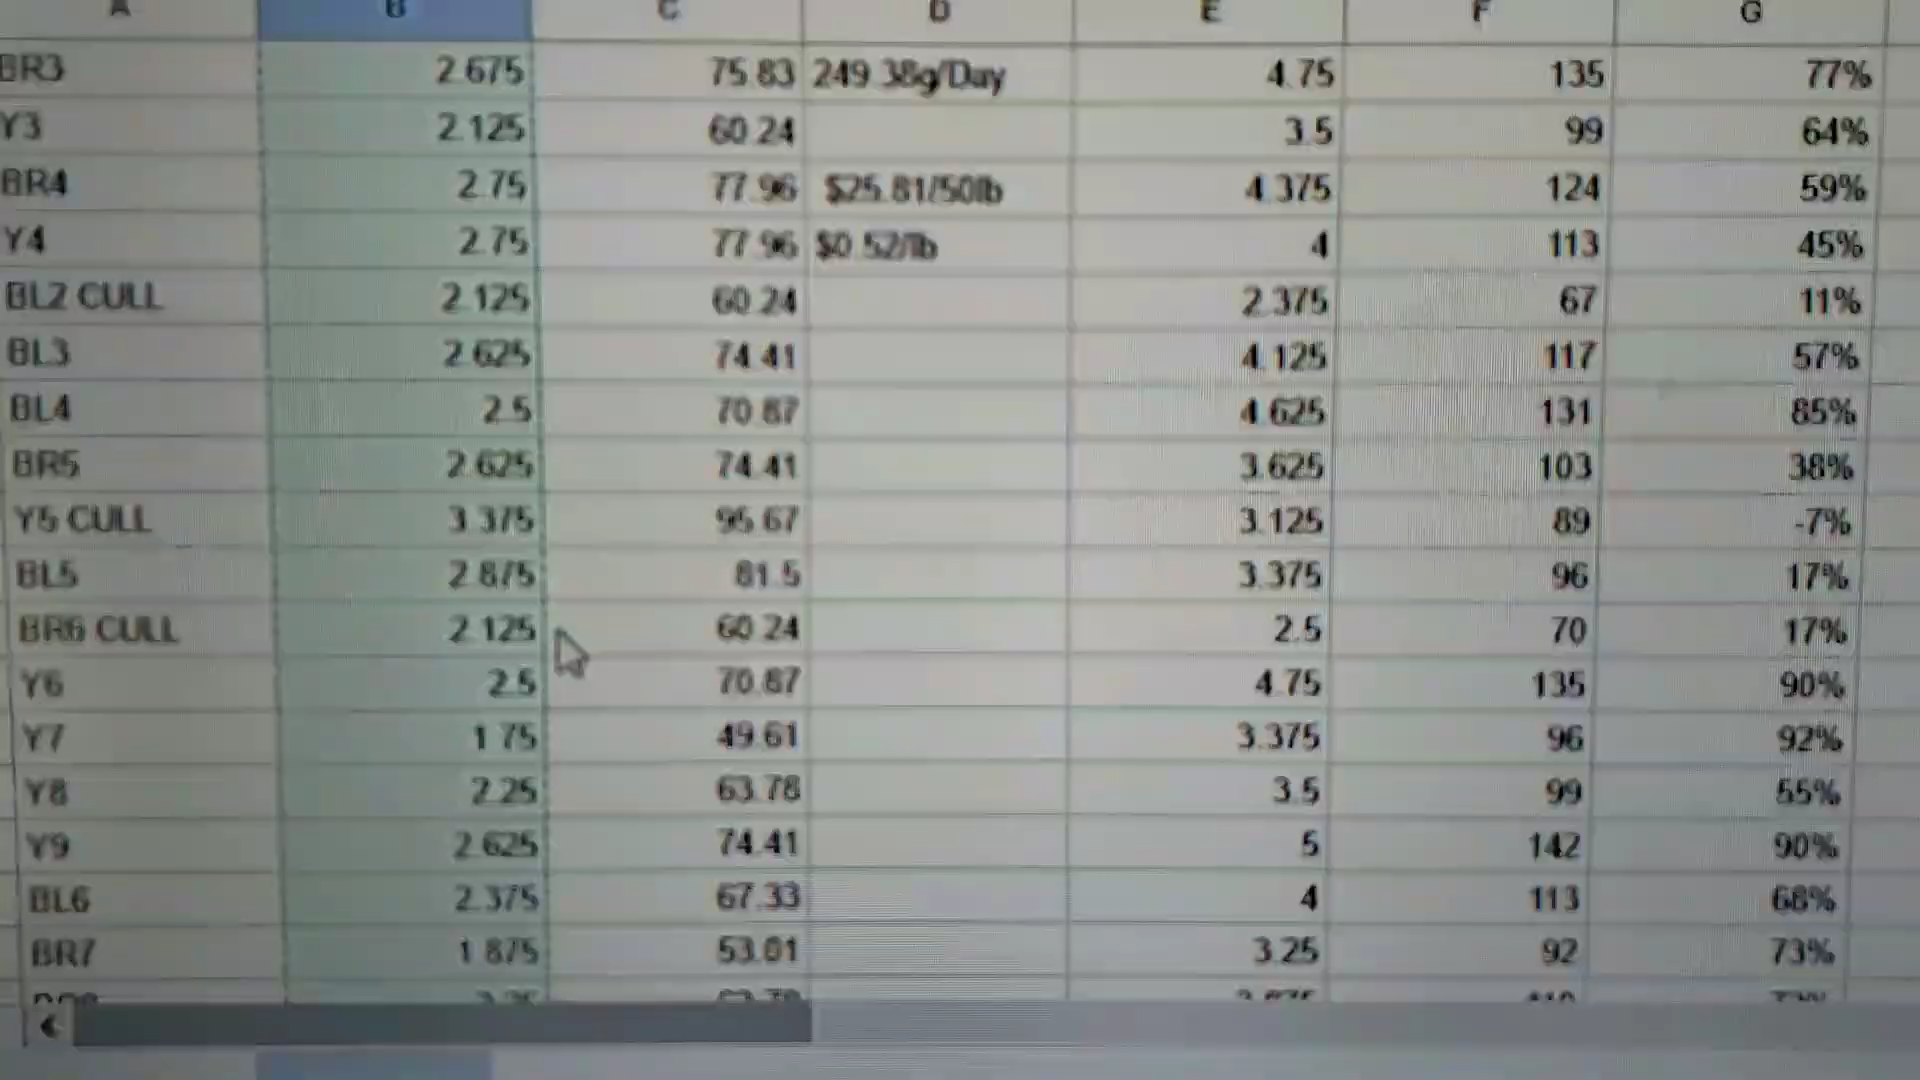 A B C D E F G
BR3 2.675 75.83 249.38g/Day 4.75 135 77%
Y3 2.125 60.24 3.5 99 64%
BR4 2.75 77.96 $25.81/50lb 4.375 124 59%
Y4 2.75 77.96 $0.52/lb 4 113 45%
BL2 CULL 2.125 60.24 2.375 67 11%
BL3 2.625 74.41 4.125 117 57%
BL4 2.5 70.87 4.625 131 85%
BR5 2.625 74.41 3.625 103 38%
Y5 CULL 3.375 95.67 3.125 89 -7%
BL5 2.875 81.5 3.375 96 17%
BR6 CULL 2.125 60.24 2.5 70 17%
Y6 2.5 70.87 4.75 135 90%
Y7 1.75 49.61 3.375 96 92%
Y8 2.25 63.78 3.5 99 55%
Y9 2.625 74.41 5 142 90%
BL6 2.375 67.33 4 113 68%
BR7 1.875 53.01 3.25 92 73%